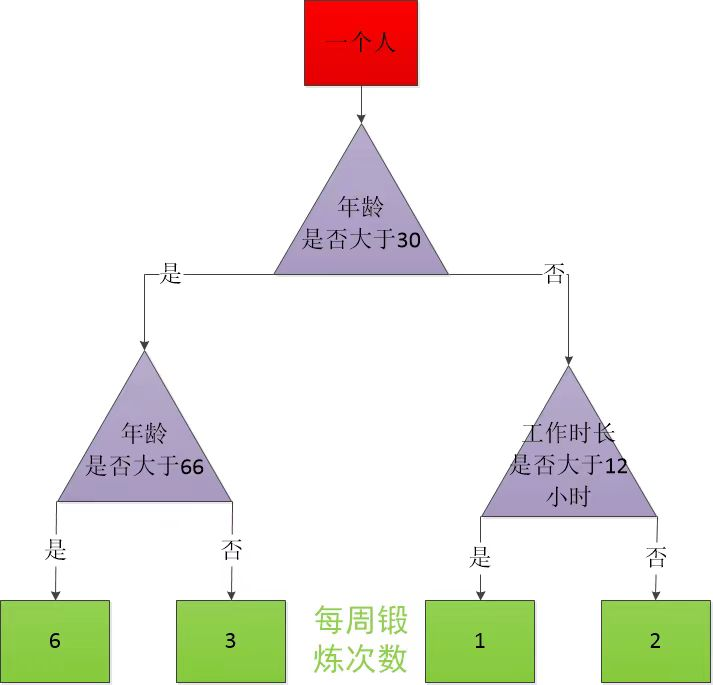 一个人
年龄
是否大于30
是
否
年龄
是否大于66
工作时长
是否大于12
小时
是
否
是
否
6
3
每周锻
炼次数
1
2